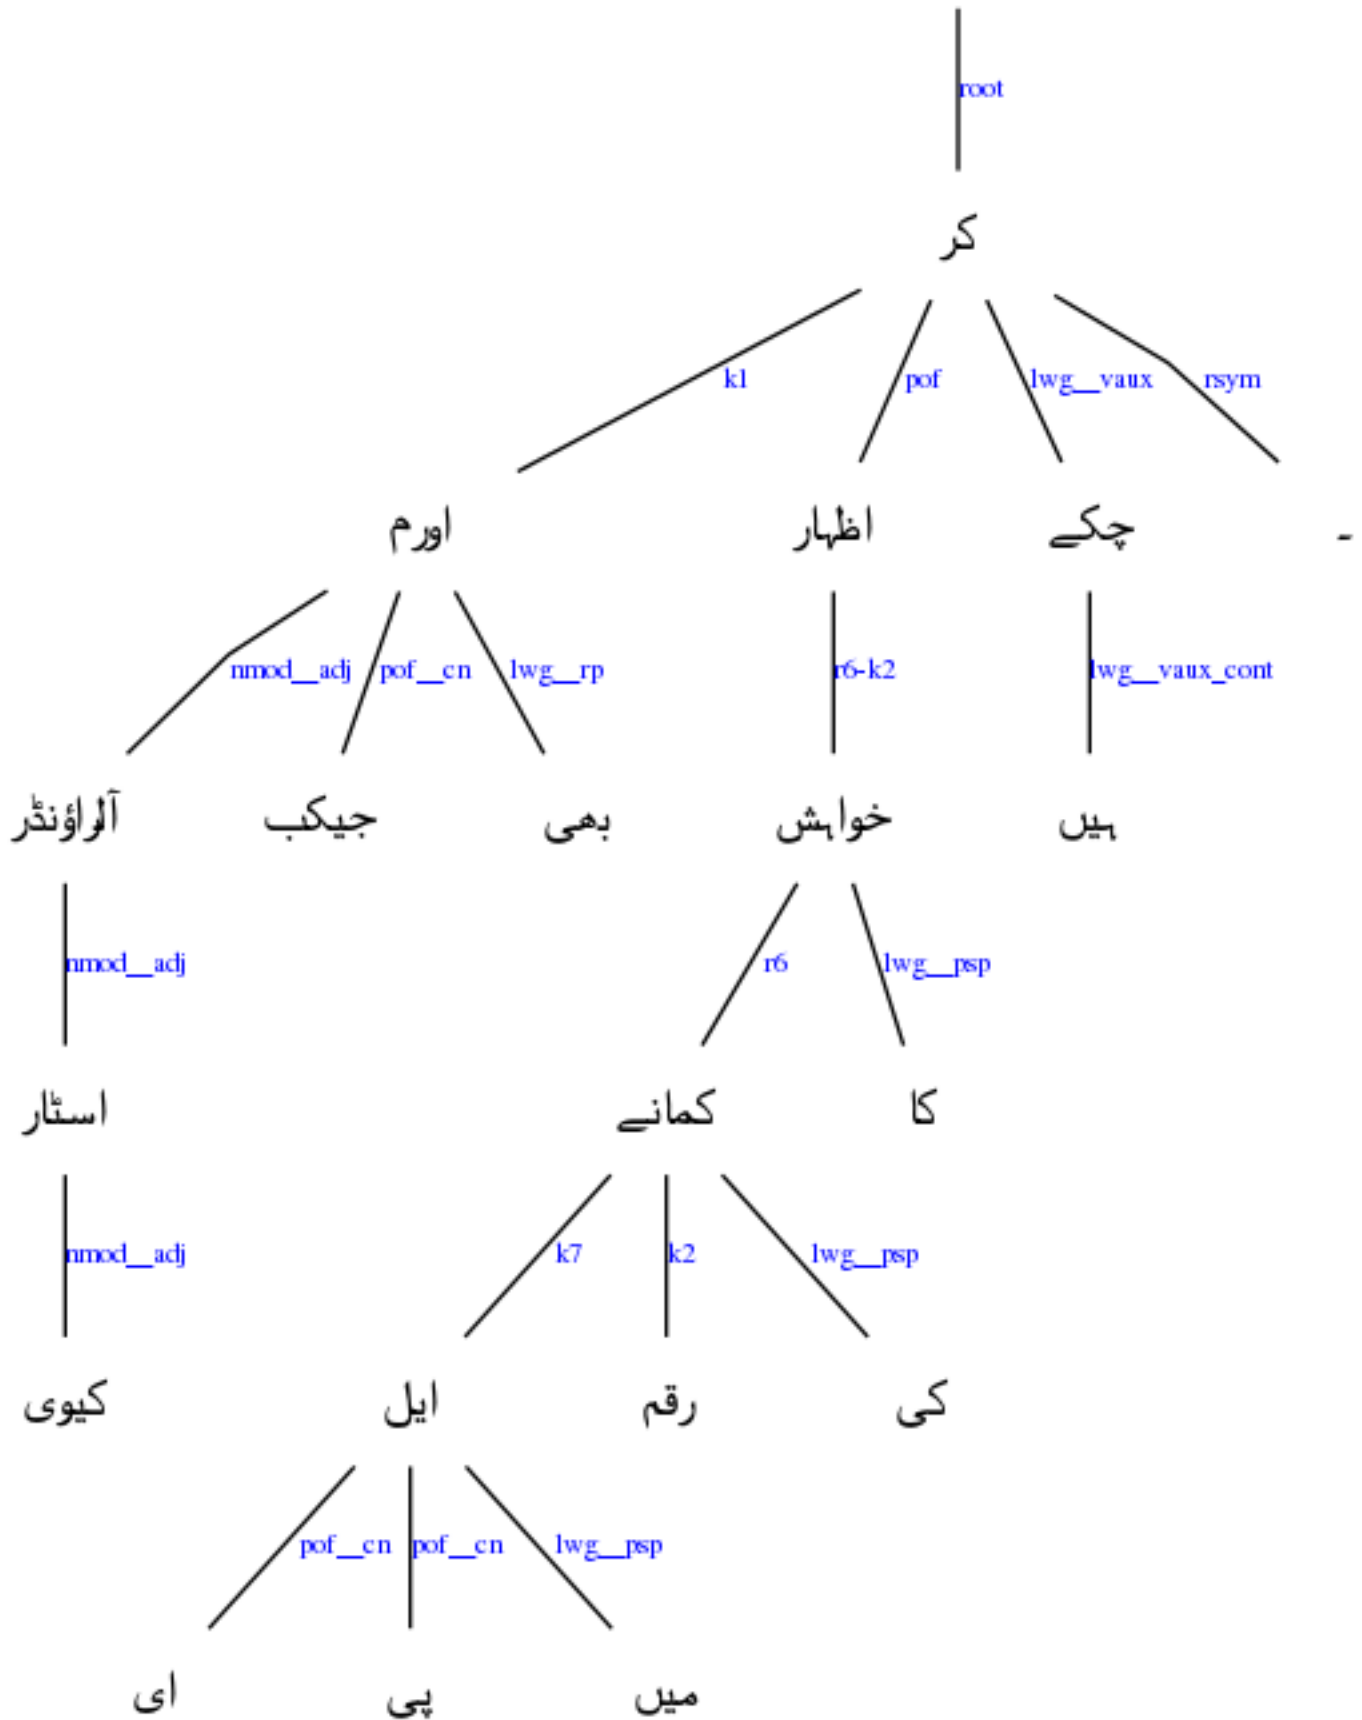 root
کر
k1 pof lwg__vaux rsym
اورم اظہار چکے ۔
nmod__adj pof__cn lwg__rp r6-k2 lwg__vaux_cont
آلراؤنڈر جیکب بھی خواہش ہیں
nmod__adj r6 lwg__psp
اسٹار کمانے کا
nmod__adj k7 k2 lwg__psp
کیوی ایل رقم کی
pof__cn pof__cn lwg__psp
ای پی میں